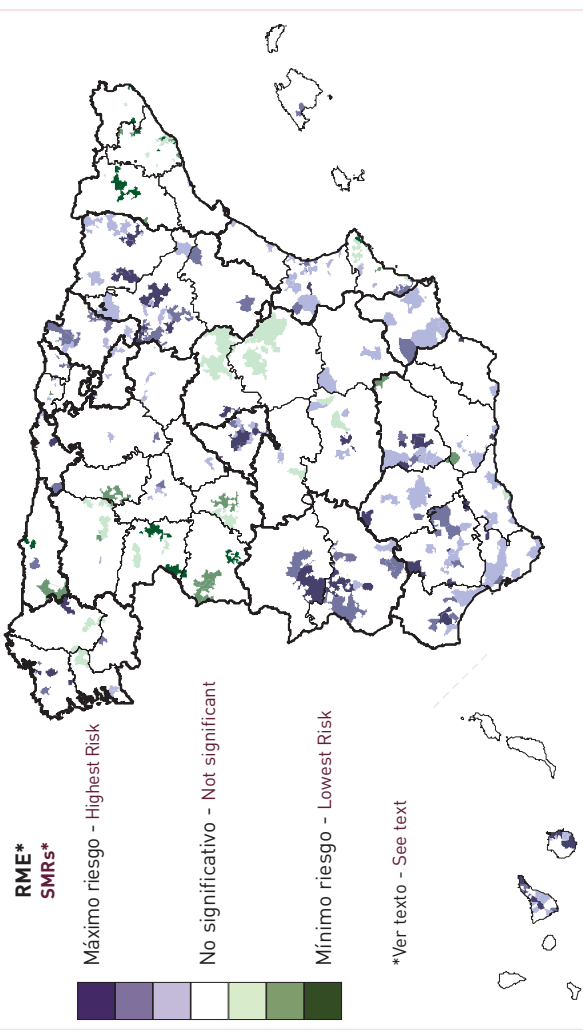 RME*
SMRs*
Máximo riesgo - Highest Risk
No significativo - Not significant
Mínimo riesgo - Lowest Risk
*Ver texto - See text